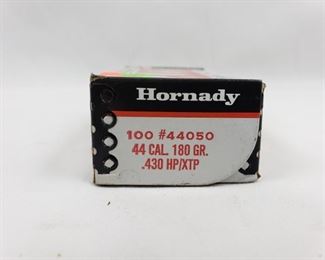 Hornady
100 #44050
44 CAL. 180 GR.
.430 HP/XTP